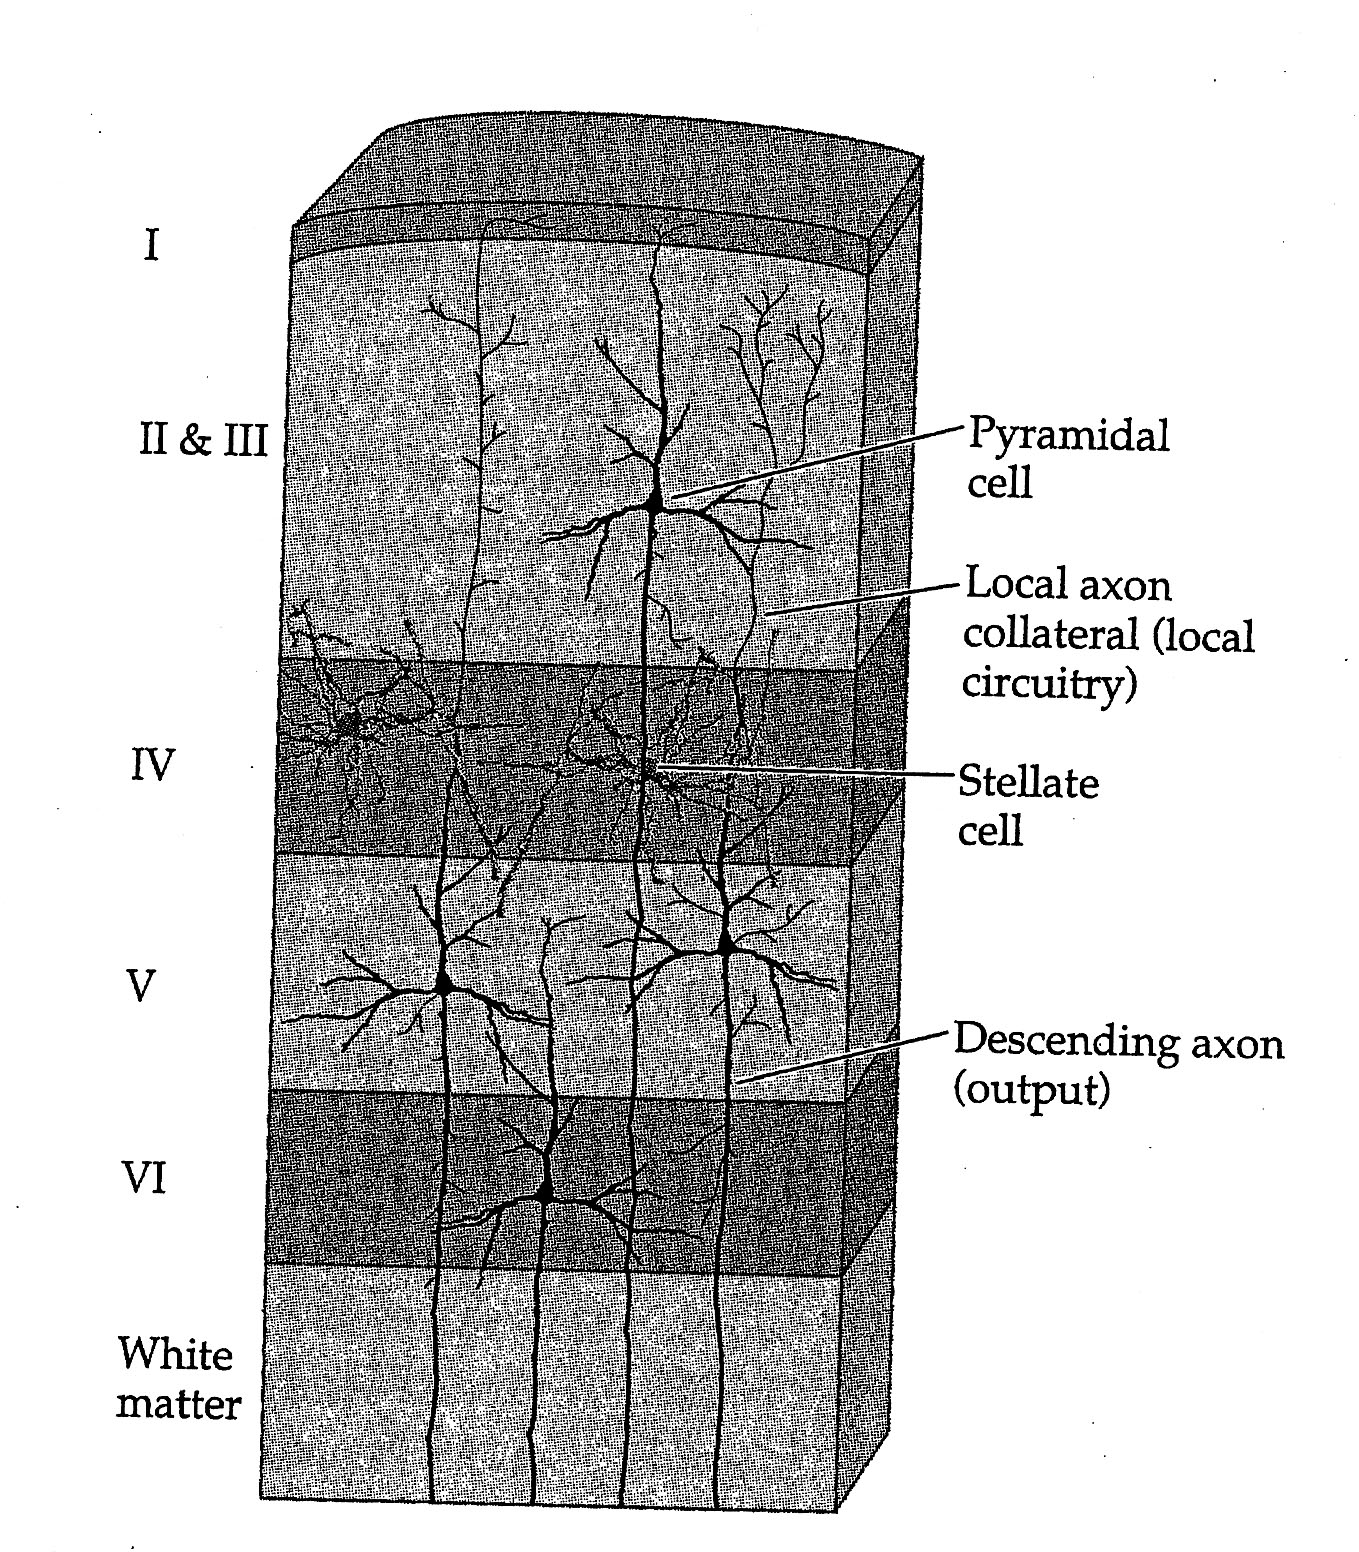 I
II & III
Pyramidal
cell
Local axon
collateral (local
circuitry)
IV
Stellate
cell
V
Descending axon
(output)
VI
White
matter